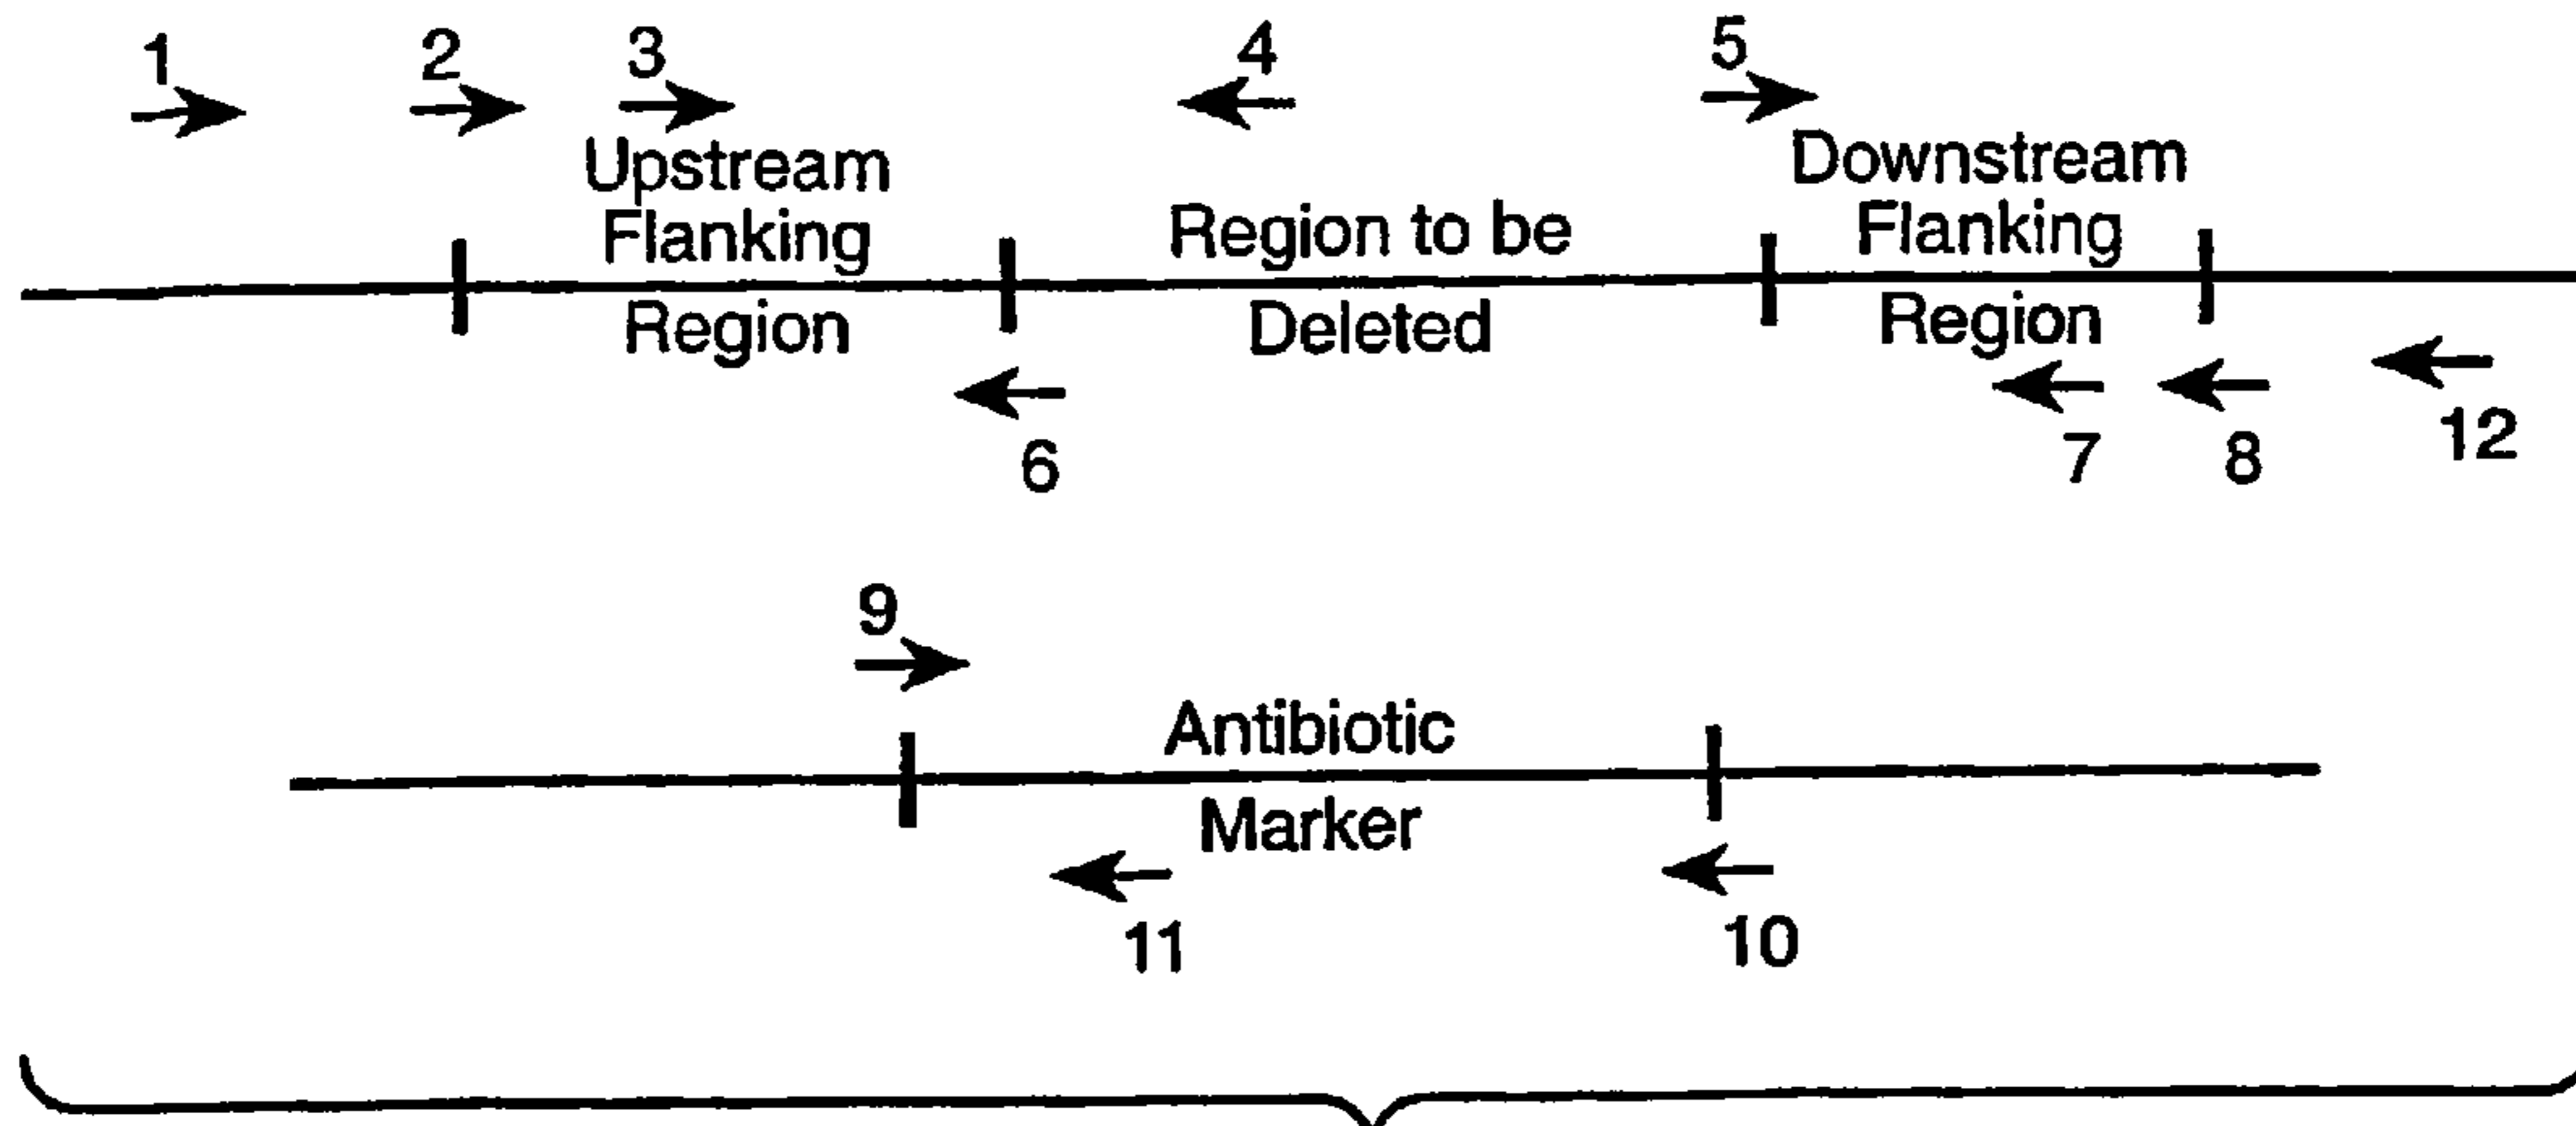 1 2 3 4 5
Upstream Downstream
Flanking Region to be Flanking
Region Deleted Region
6 7 8 12
9
Antibiotic
Marker
11 10